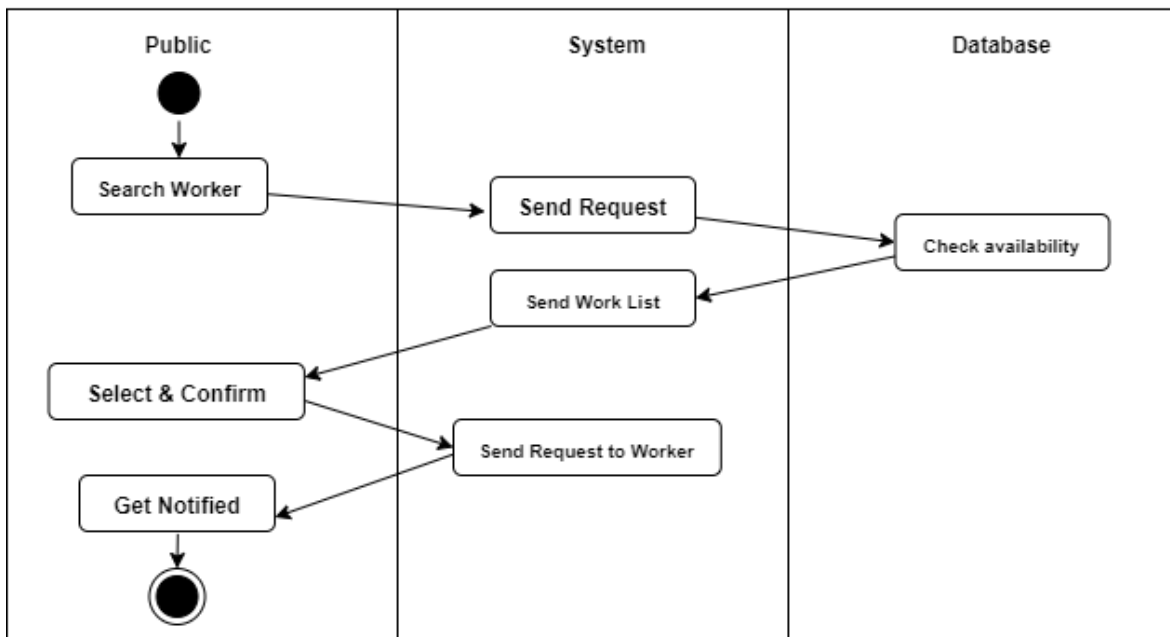 Public
System
Database
Search Worker
Send Request
Check availability
Send Work List
Select & Confirm
Send Request to Worker
Get Notified